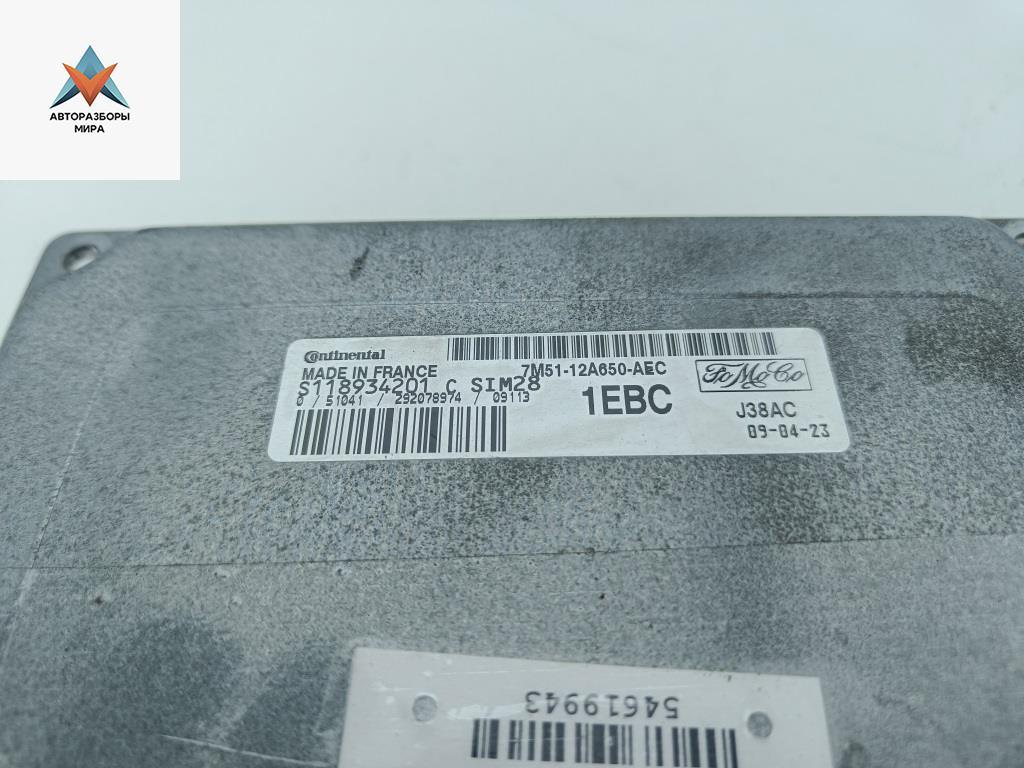 АВТОРАЗБОРЫ
МИРА
Continental
MADE IN FRANCE
7M51-12A650-AEC
FoMoCo
S118934201 C SIM28
0 / 51041 / 292078974 / 09113
1EBC
J38AC
09-04-23
54619943